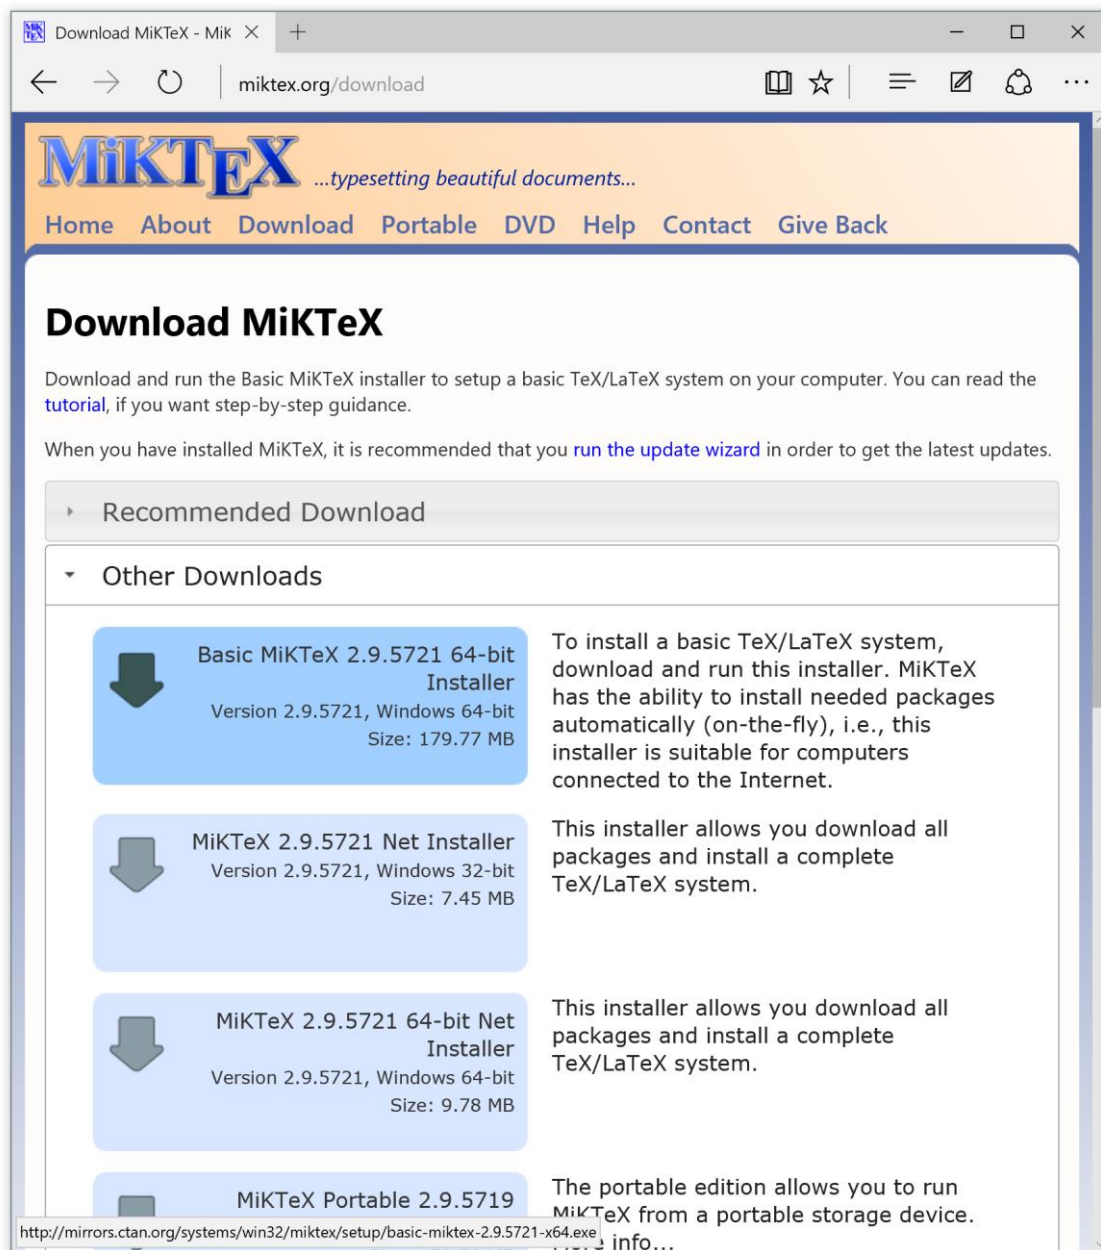 Download MiKTeX - MiK
miktex.org/download
MiKTeX ...typesetting beautiful documents...
Home About Download Portable DVD Help Contact Give Back
Download MiKTeX
Download and run the Basic MiKTeX installer to setup a basic TeX/LaTeX system on your computer. You can read the
tutorial, if you want step-by-step guidance.
When you have installed MiKTeX, it is recommended that you run the update wizard in order to get the latest updates.
Recommended Download
Other Downloads
Basic MiKTeX 2.9.5721 64-bit
Installer
Version 2.9.5721, Windows 64-bit
Size: 179.77 MB
To install a basic TeX/LaTeX system,
download and run this installer. MiKTeX
has the ability to install needed packages
automatically (on-the-fly), i.e., this
installer is suitable for computers
connected to the Internet.
MiKTeX 2.9.5721 Net Installer
Version 2.9.5721, Windows 32-bit
Size: 7.45 MB
This installer allows you download all
packages and install a complete
TeX/LaTeX system.
MiKTeX 2.9.5721 64-bit Net
Installer
Version 2.9.5721, Windows 64-bit
Size: 9.78 MB
This installer allows you download all
packages and install a complete
TeX/LaTeX system.
MiKTeX Portable 2.9.5719
The portable edition allows you to run
MiKTeX from a portable storage device.
info...
http://mirrors.ctan.org/systems/win32/miktex/setup/basic-miktex-2.9.5721-x64.exe